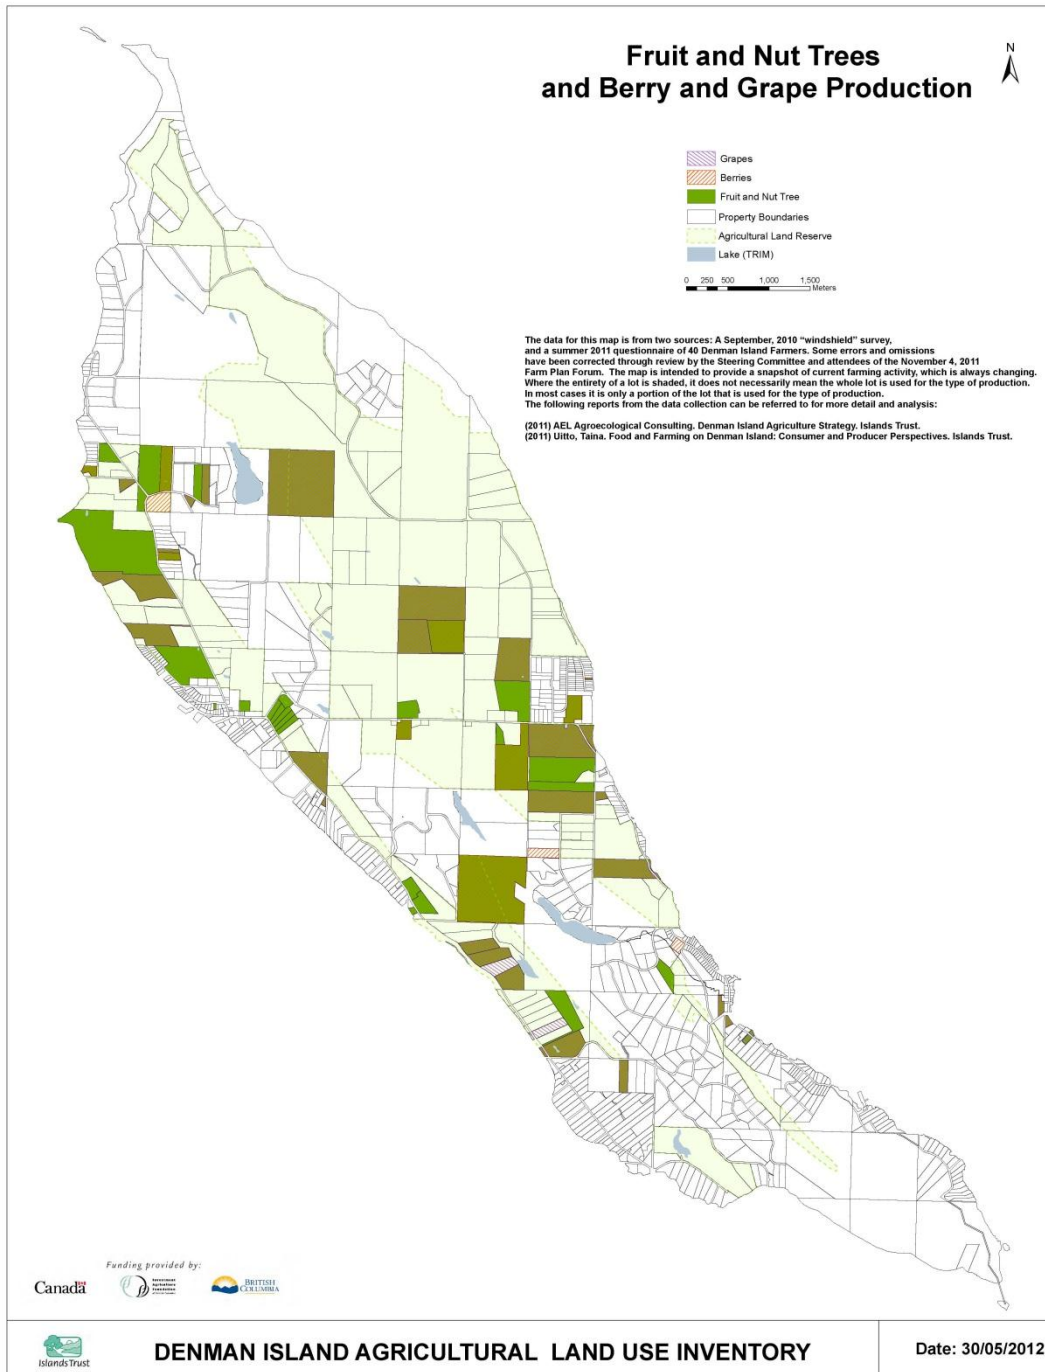 Fruit and Nut Trees
and Berry and Grape Production
N
Grapes
Berries
Fruit and Nut Tree
Property Boundaries
Agricultural Land Reserve
Lake (TRIM)
0 250 500 1,000 1,500
Meters
The data for this map is from two sources: A September, 2010 “windshield” survey,
and a summer 2011 questionnaire of 40 Denman Island Farmers. Some errors and omissions
have been corrected through review by the Steering Committee and attendees of the November 4, 2011
Farm Plan Forum. The map is intended to provide a snapshot of current farming activity, which is always changing.
Where the entirety of a lot is shaded, it does not necessarily mean the whole lot is used for the type of production.
In most cases it is only a portion of the lot that is used for the type of production.
The following reports from the data collection can be referred to for more detail and analysis:
(2011) AEL Agroecological Consulting. Denman Island Agriculture Strategy. Islands Trust.
(2011) Uitto, Taina. Food and Farming on Denman Island: Consumer and Producer Perspectives. Islands Trust.
Funding provided by:
Canada
Investment
Agriculture
Foundation
BRITISH
COLUMBIA
Islands Trust
DENMAN ISLAND AGRICULTURAL LAND USE INVENTORY
Date: 30/05/2012